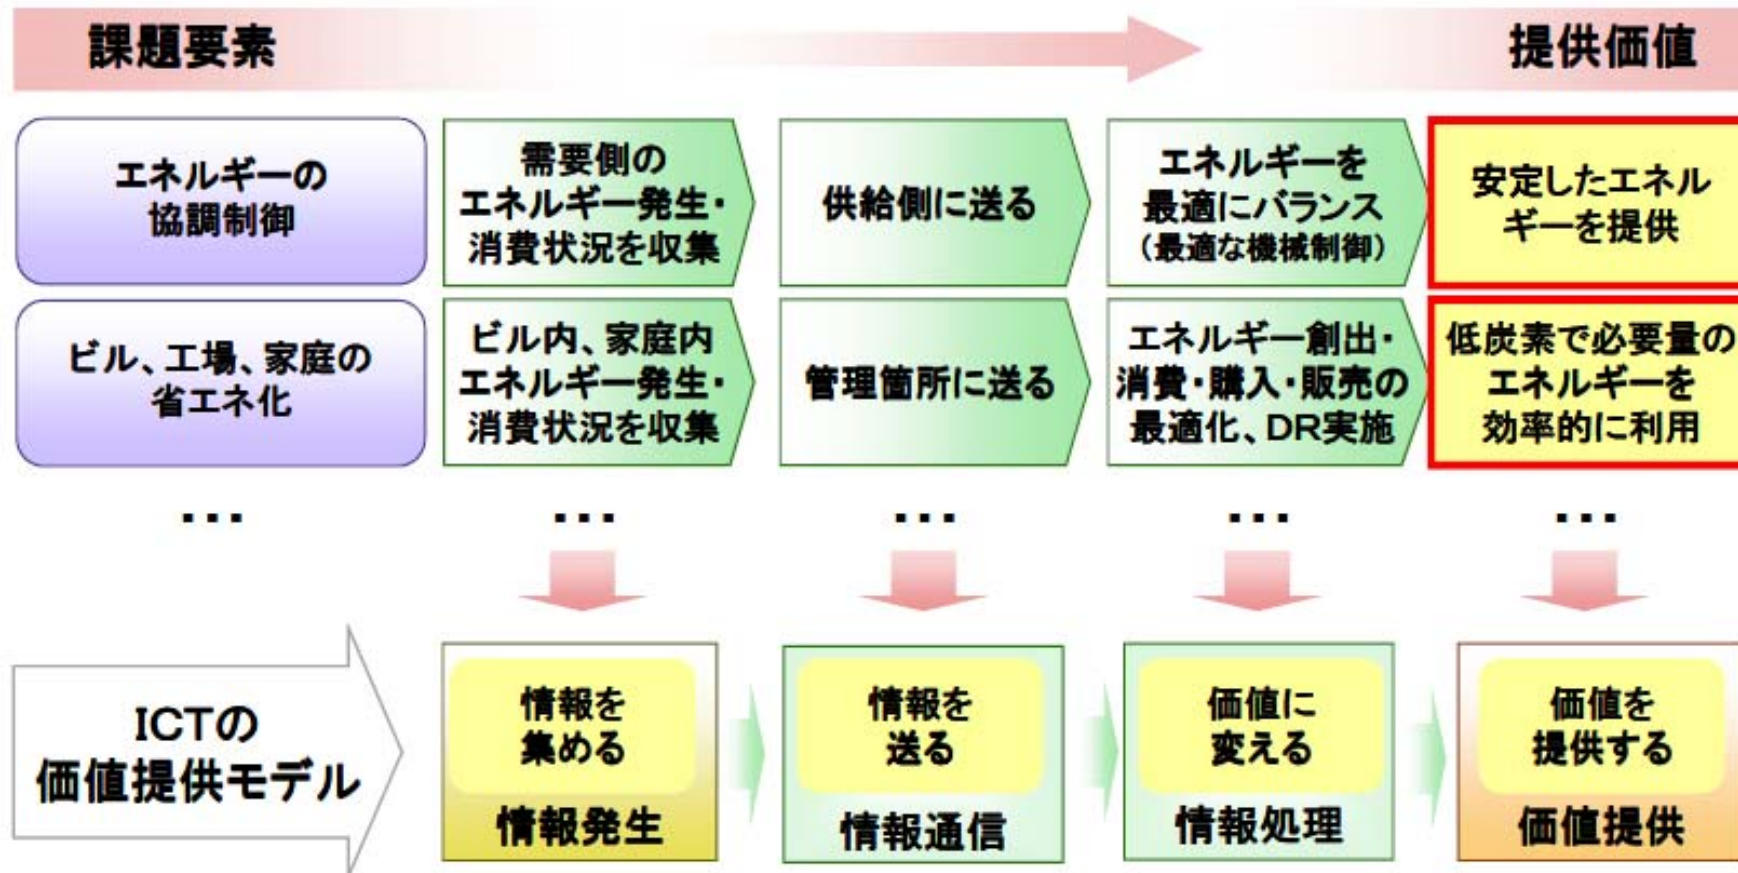 課題要素
提供価値
エネルギーの
協調制御
需要側の
エネルギー発生・
消費状況を収集
供給側に送る
エネルギーを
最適にバランス
（最適な機械制御）
安定したエネル
ギーを提供
ビル、工場、家庭の
省エネ化
ビル内、家庭内
エネルギー発生・
消費状況を収集
管理箇所に送る
エネルギー創出・
消費・購入・販売の
最適化、DR実施
低炭素で必要量の
エネルギーを
効率的に利用
…
…
…
…
…
ICTの
価値提供モデル
情報を
集める
情報発生
情報を
送る
情報通信
価値に
変える
情報処理
価値を
提供する
価値提供